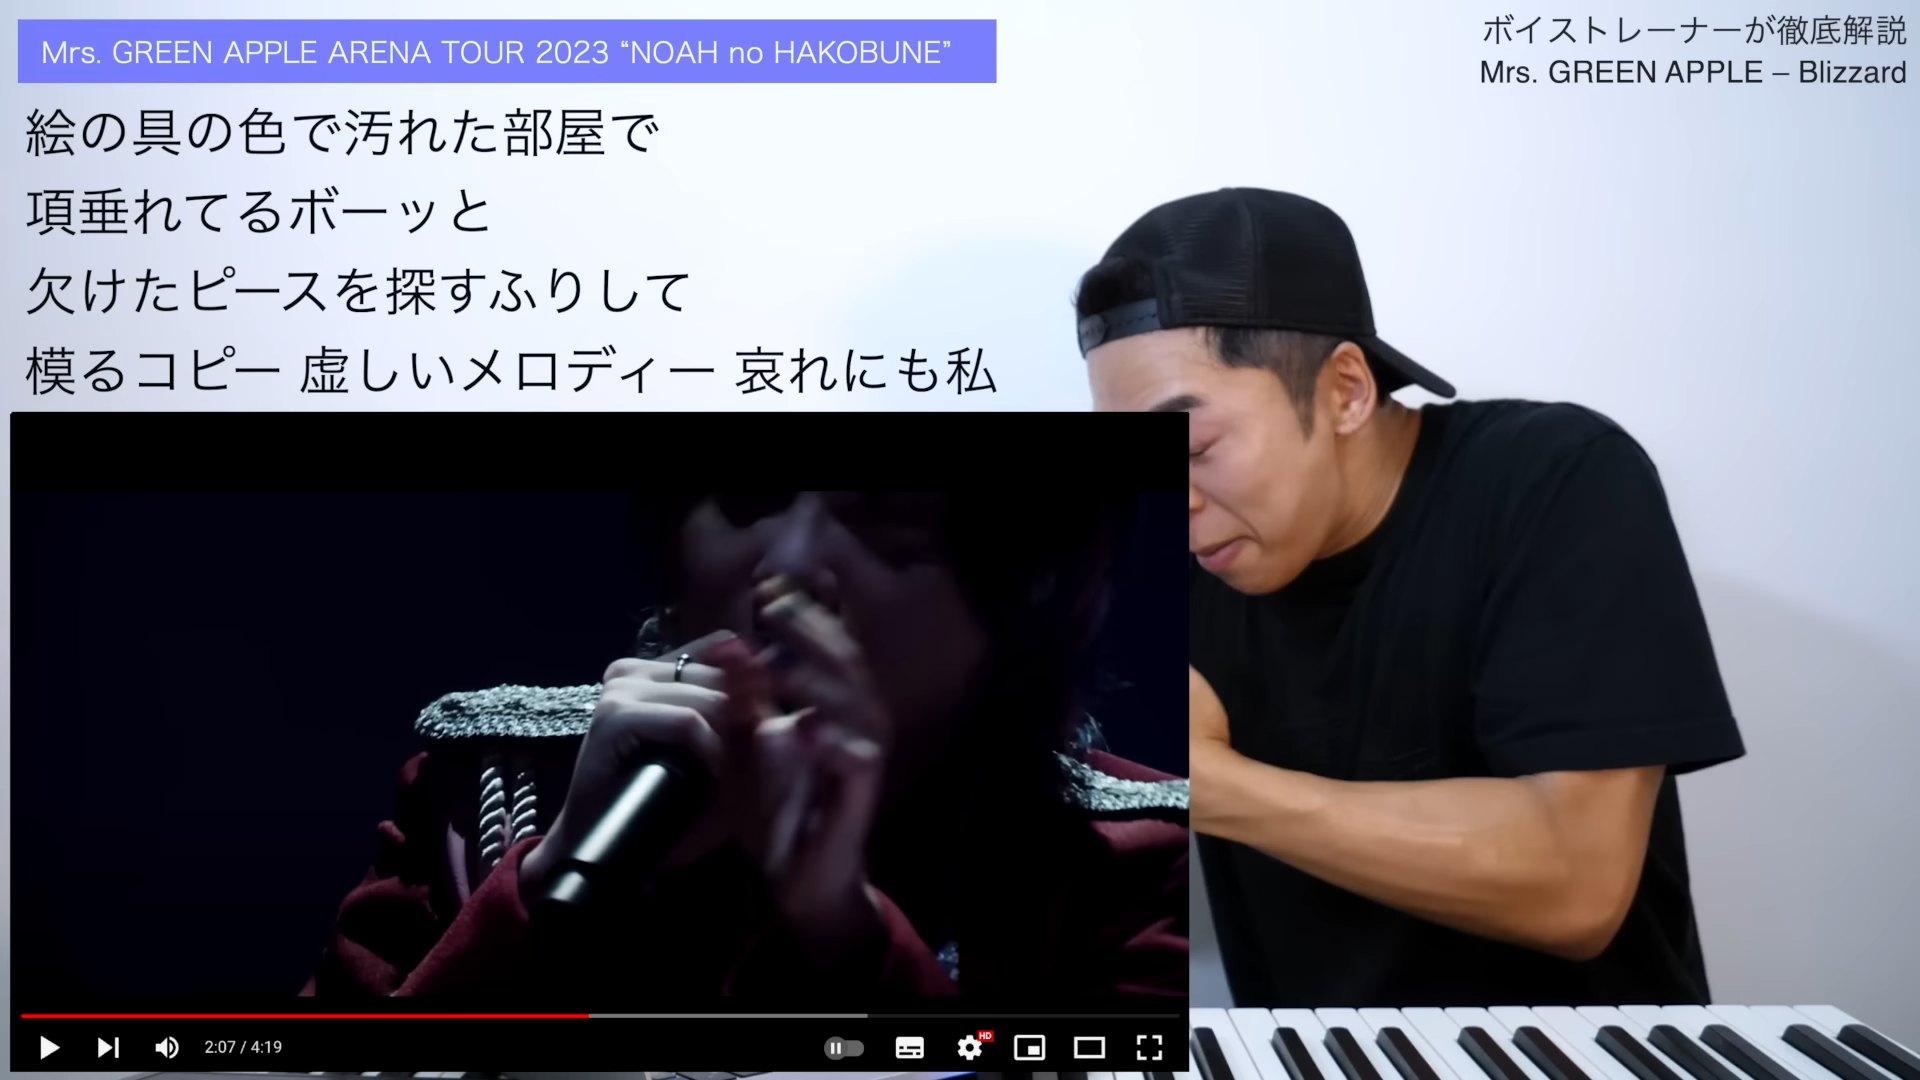 Mrs. GREEN APPLE ARENA TOUR 2023 “NOAH no HAKOBUNE”
ボイストレーナーが徹底解説
Mrs. GREEN APPLE – Blizzard
絵の具の色で汚れた部屋で
項垂れてるボーッと
欠けたピースを探すふりして
模るコピー 虚しいメロディー 哀れにも私
2:07 / 4:19
HD